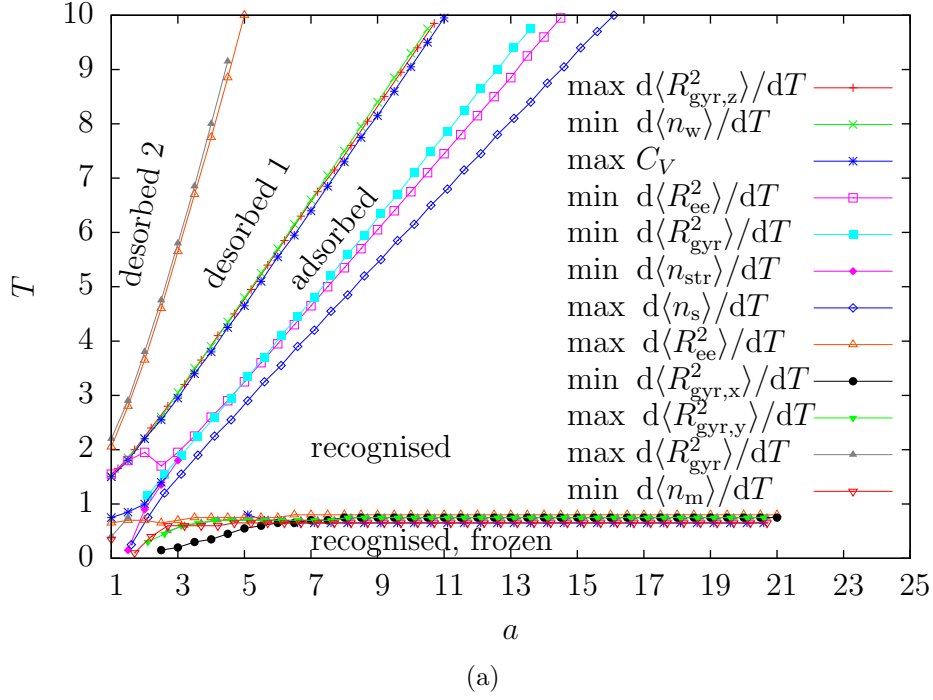 10
9
8
7
6
5
4
3
2
1
0
T
1
3
5
7
9
11
13
15
17
19
21
23
25
a
desorbed 2
desorbed 1
adsorbed
recognised
recognised, frozen
max d⟨R²gyr,z⟩/dT
min d⟨nw⟩/dT
max CV
min d⟨R²ee⟩/dT
min d⟨R²gyr⟩/dT
min d⟨nstr⟩/dT
max d⟨ns⟩/dT
max d⟨R²ee⟩/dT
min d⟨R²gyr,x⟩/dT
max d⟨R²gyr,y⟩/dT
max d⟨R²gyr⟩/dT
min d⟨nm⟩/dT
(a)